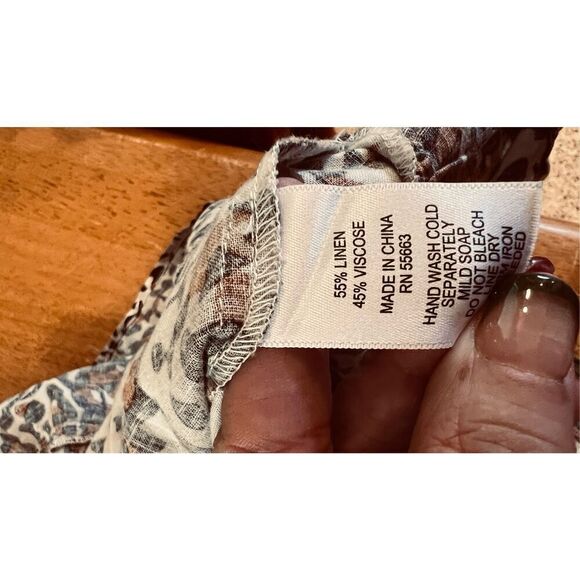 55% LINEN
45% VISCOSE
MADE IN CHINA
RN 55663
HAND WASH COLD
SEPARATELY
MILD SOAP
DO NOT BLEACH
LINE DRY
IRON